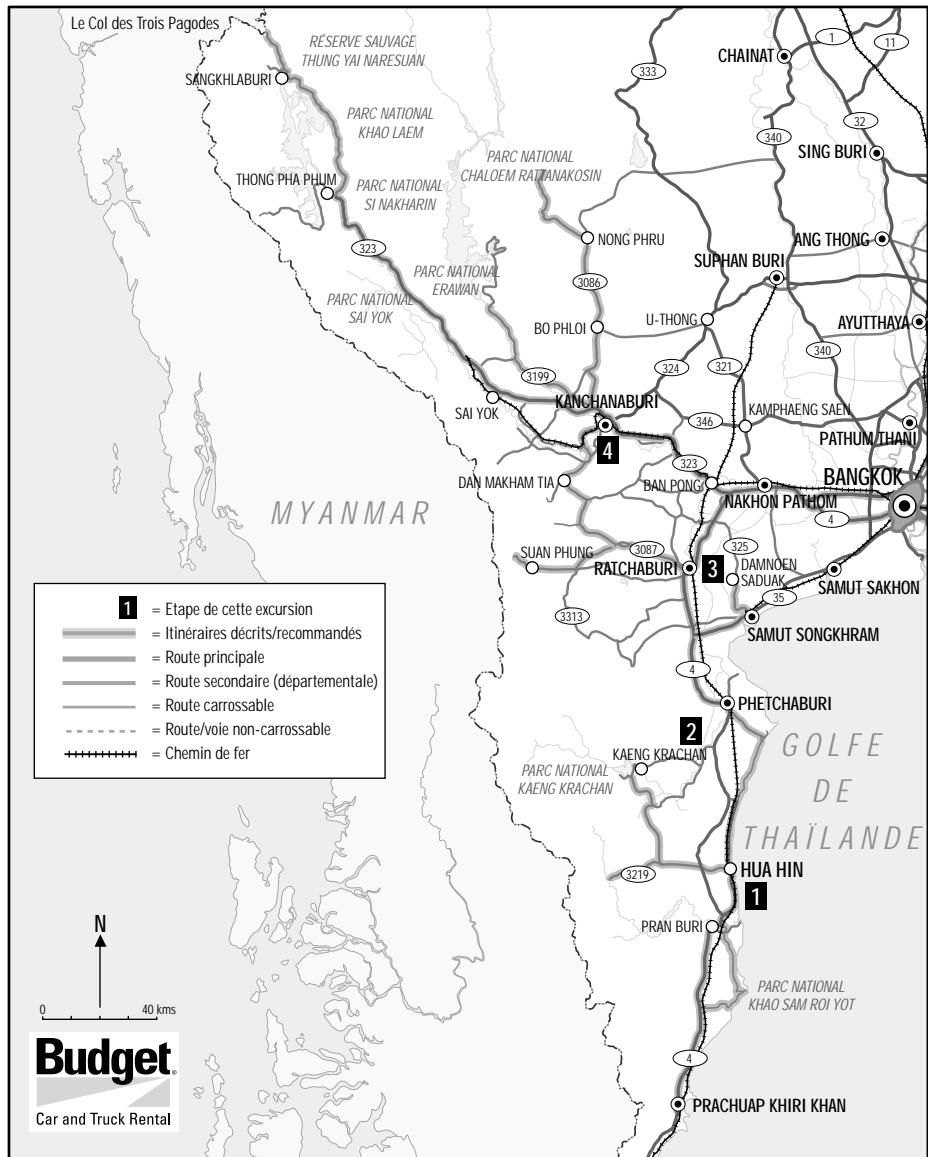 Le Col des Trois Pagodes
RÉSERVE SAUVAGE
THUNG YAI NARESUAN
SANGKHLABURI
PARC NATIONAL
KHAO LAEM
THONG PHA PHUM
PARC NATIONAL
SI NAKHARIN
323
PARC NATIONAL
SAI YOK
PARC NATIONAL
ERAWAN
PARC NATIONAL
CHALOEM RATTANAKOSIN
NONG PHRU
3086
BO PHLOI
3199
SAI YOK
333
CHAINAT
1
11
32
340
SING BURI
ANG THONG
SUPHAN BURI
U-THONG
AYUTTHAYA
340
324
321
KANCHANABURI
4
346
KAMPHAENG SAEN
PATHUM THANI
323
BANGKOK
DAN MAKHAM TIA
BAN PONG
NAKHON PATHOM
4
MYANMAR
SUAN PHUNG
3087
RATCHABURI
3
325
DAMNOEN
SADUAK
SAMUT SAKHON
35
3313
SAMUT SONGKHRAM
4
PHETCHABURI
2
KAENG KRACHAN
PARC NATIONAL
KAENG KRACHAN
GOLFE
DE
THAÏLANDE
3219
HUA HIN
1
PRAN BURI
PARC NATIONAL
KHAO SAM ROI YOT
4
PRACHUAP KHIRI KHAN
1 = Etape de cette excursion
= Itinéraires décrits/recommandés
= Route principale
= Route secondaire (départementale)
= Route carrossable
= Route/voie non-carrossable
= Chemin de fer
N
0 40 kms
Budget®
Car and Truck Rental